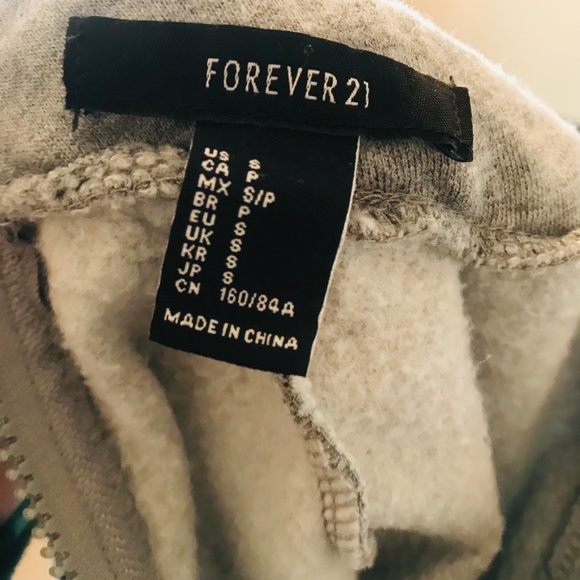 FOREVER 21
US S
CA P
MX S/P
BR P
EU S
UK S
KR S
JP S
CN 160/84A
MADE IN CHINA